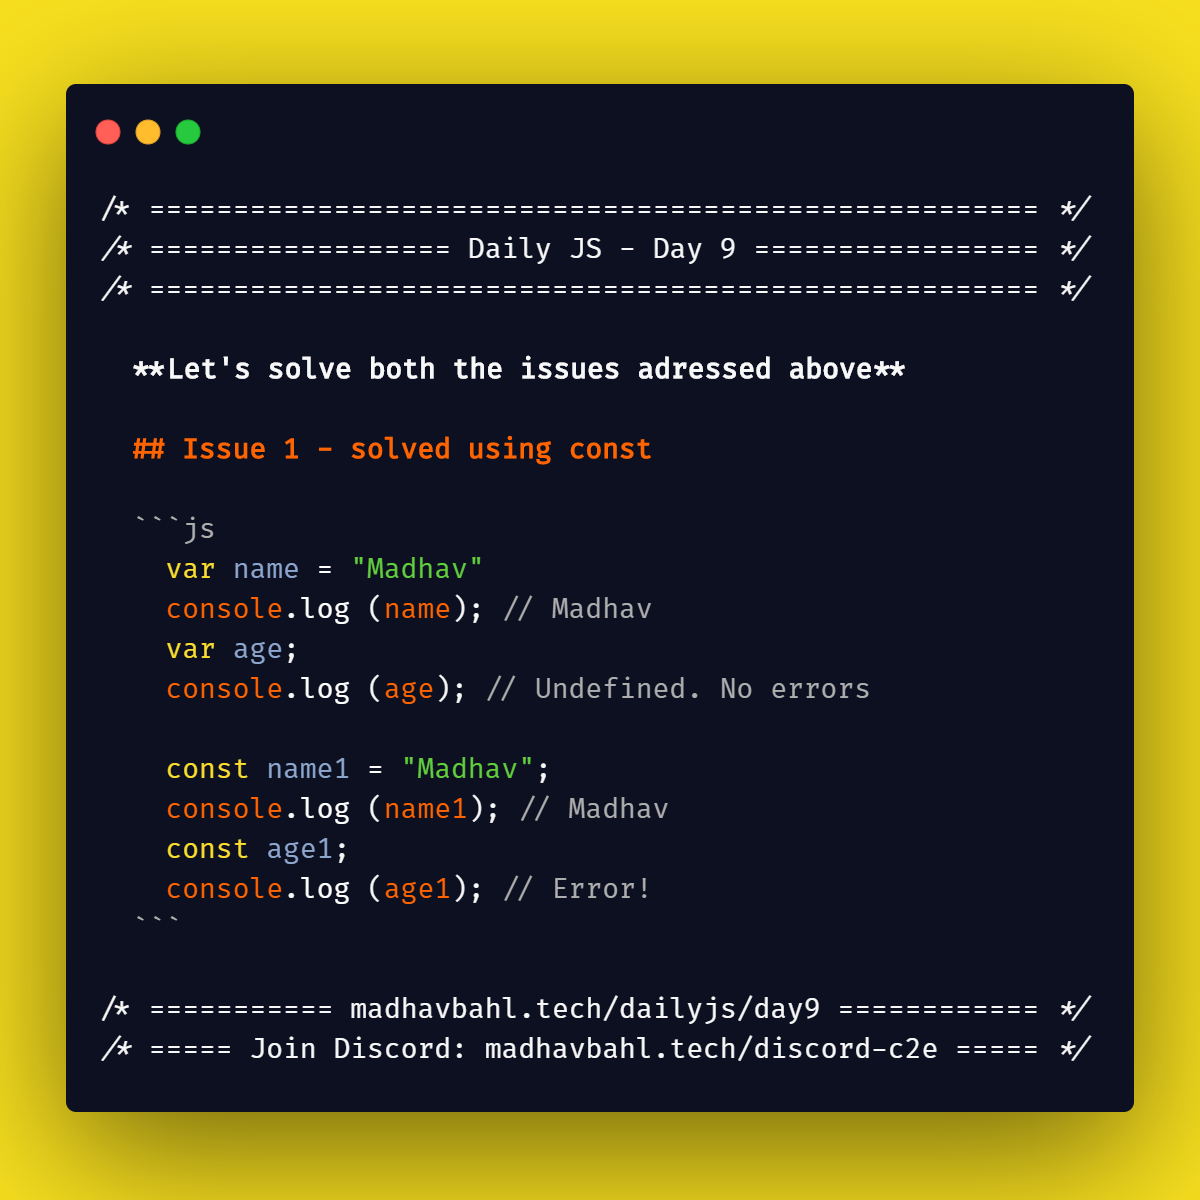 /* ===================================================== */
/* ================== Daily JS - Day 9 ================= */
/* ===================================================== */
**Let's solve both the issues adressed above**
## Issue 1 - solved using const
```js
var name = "Madhav"
console.log (name); // Madhav
var age;
console.log (age); // Undefined. No errors
const name1 = "Madhav";
console.log (name1); // Madhav
const age1;
console.log (age1); // Error!
```
/* =========== madhavbahl.tech/dailyjs/day9 ============ */
/* ===== Join Discord: madhavbahl.tech/discord-c2e ===== */